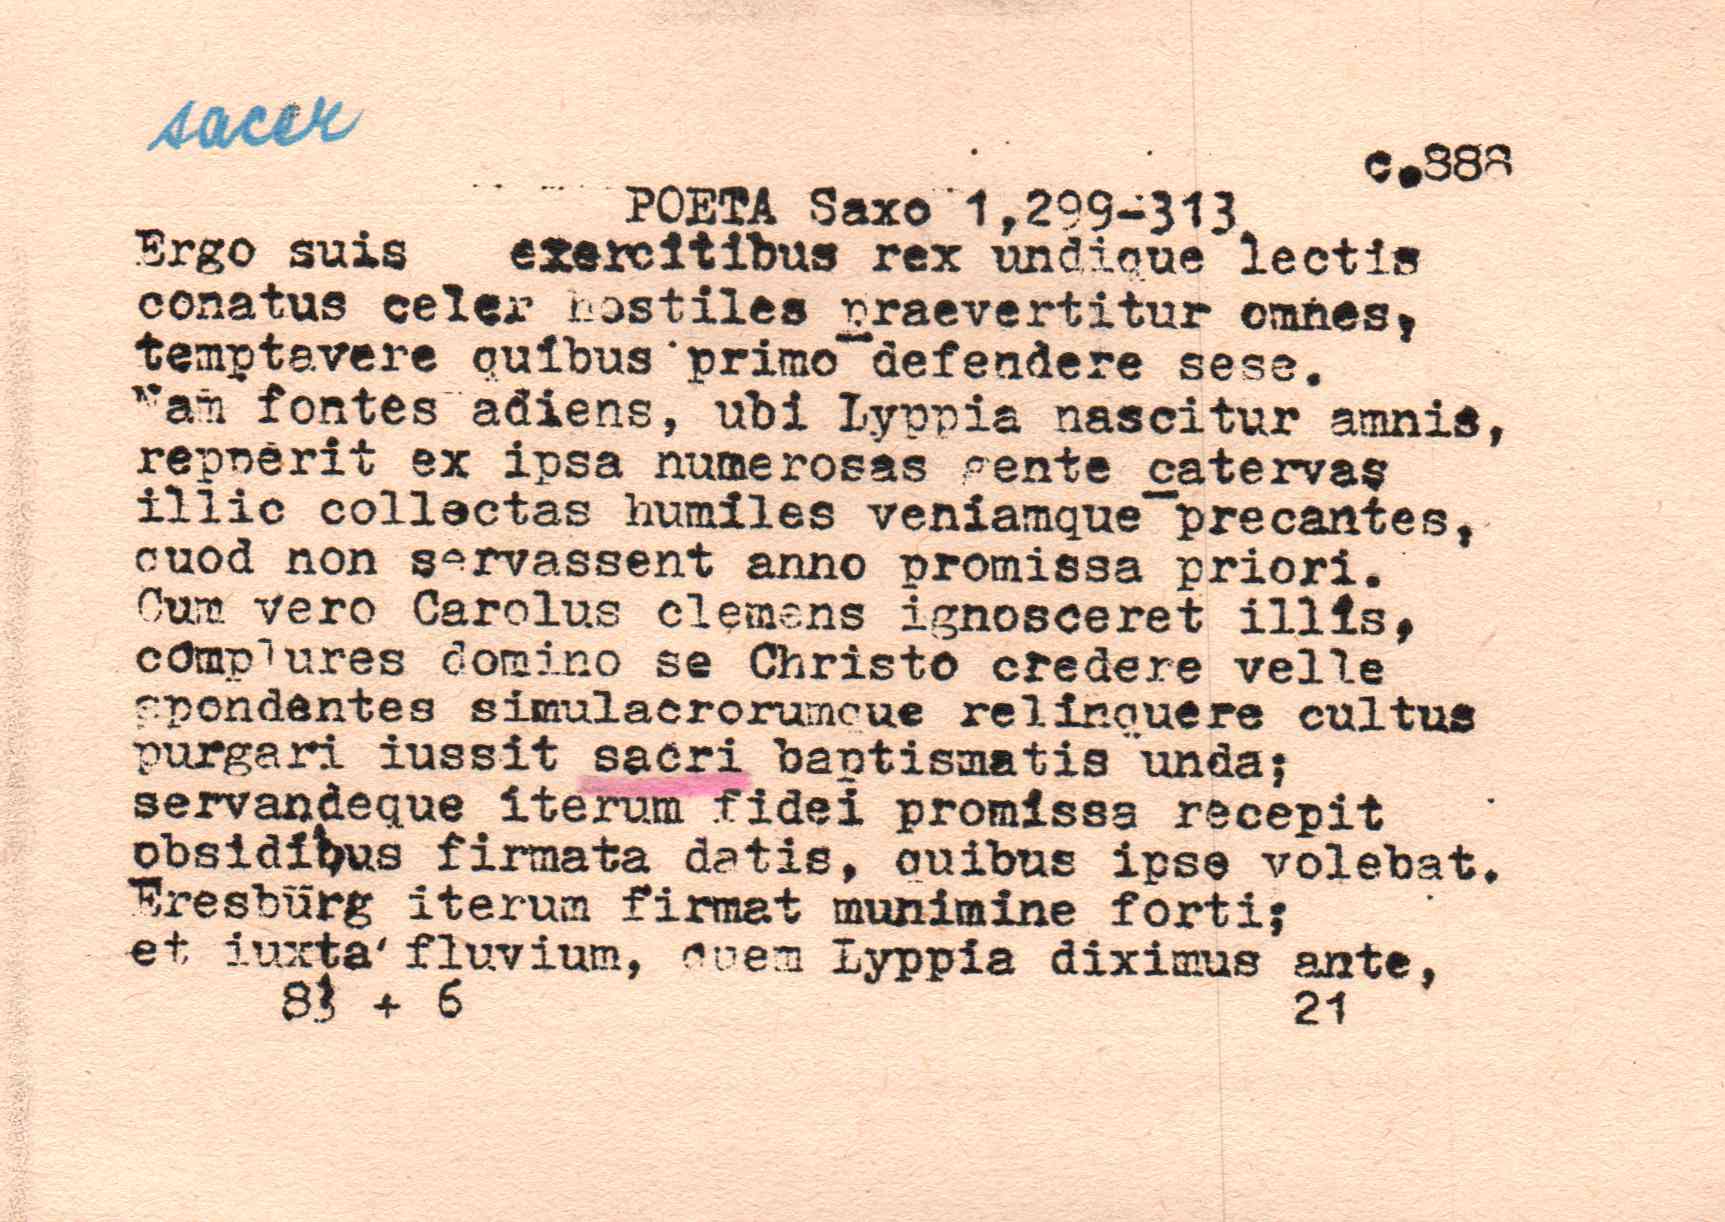 sacer
c.888
POETA Saxo 1,299-313
Ergo suis exercitibus rex undique lectis
conatus celer hostiles praevertitur omnes,
temptavere quibus primo defendere sese.
Nam fontes adiens, ubi Lyppia nascitur amnis,
repperit ex ipsa numerosas gente catervas
illic collectas humiles veniamque precantes,
quod non servassent anno promissa priori.
Cum vero Carolus clemens ignosceret illis,
complures domino se Christo credere velle
spondentes simulacrorumque relinquere cultus
purgari iussit sacri baptismatis unda;
servandeque iterum fidei promissa recepit
obsidibus firmata datis, quibus ipse volebat.
Eresburg iterum firmat munimine forti;
et iuxta fluvium, quem Lyppia diximus ante,
+ 6 21